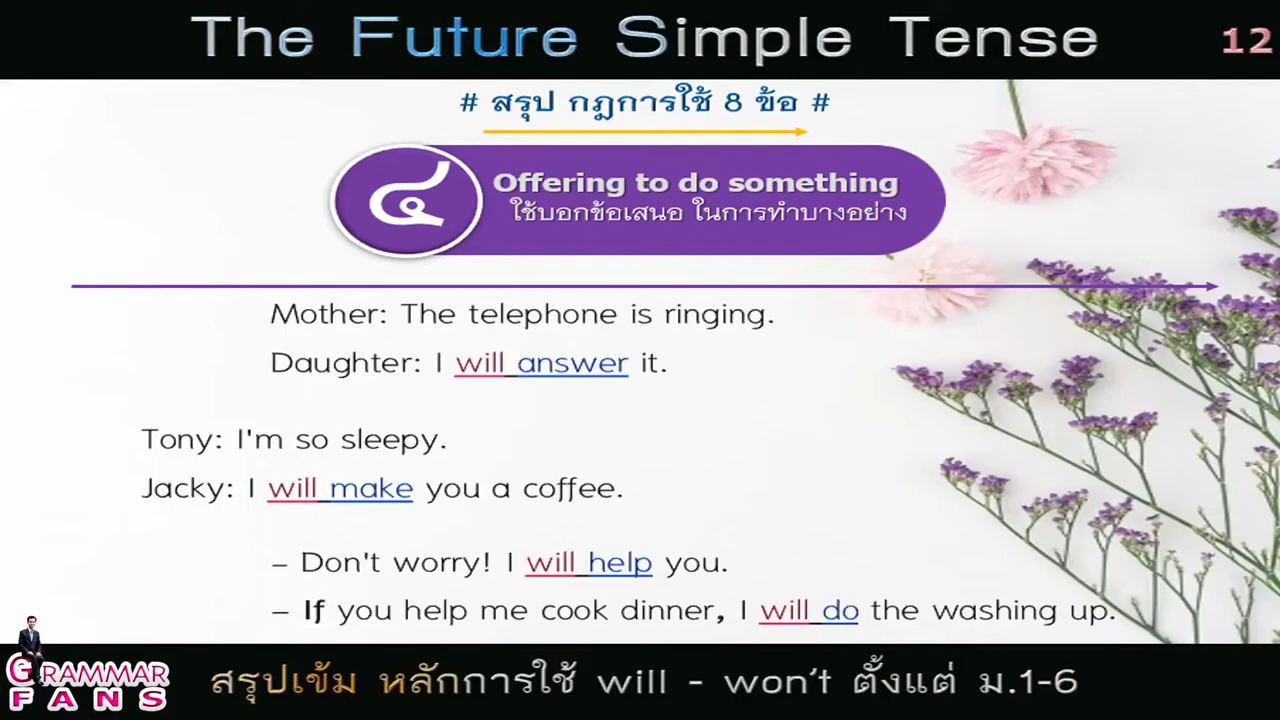 The Future Simple Tense
12
# สรุป กฎการใช้ 8 ข้อ #
๔
Offering to do something
ใช้บอกข้อเสนอ ในการทำบางอย่าง
Mother: The telephone is ringing.
Daughter: I will answer it.
Tony: I'm so sleepy.
Jacky: I will make you a coffee.
– Don't worry! I will help you.
– If you help me cook dinner, I will do the washing up.
GRAMMAR
FANS
สรุปเข้ม หลักการใช้ will - won't ตั้งแต่ ม.1-6